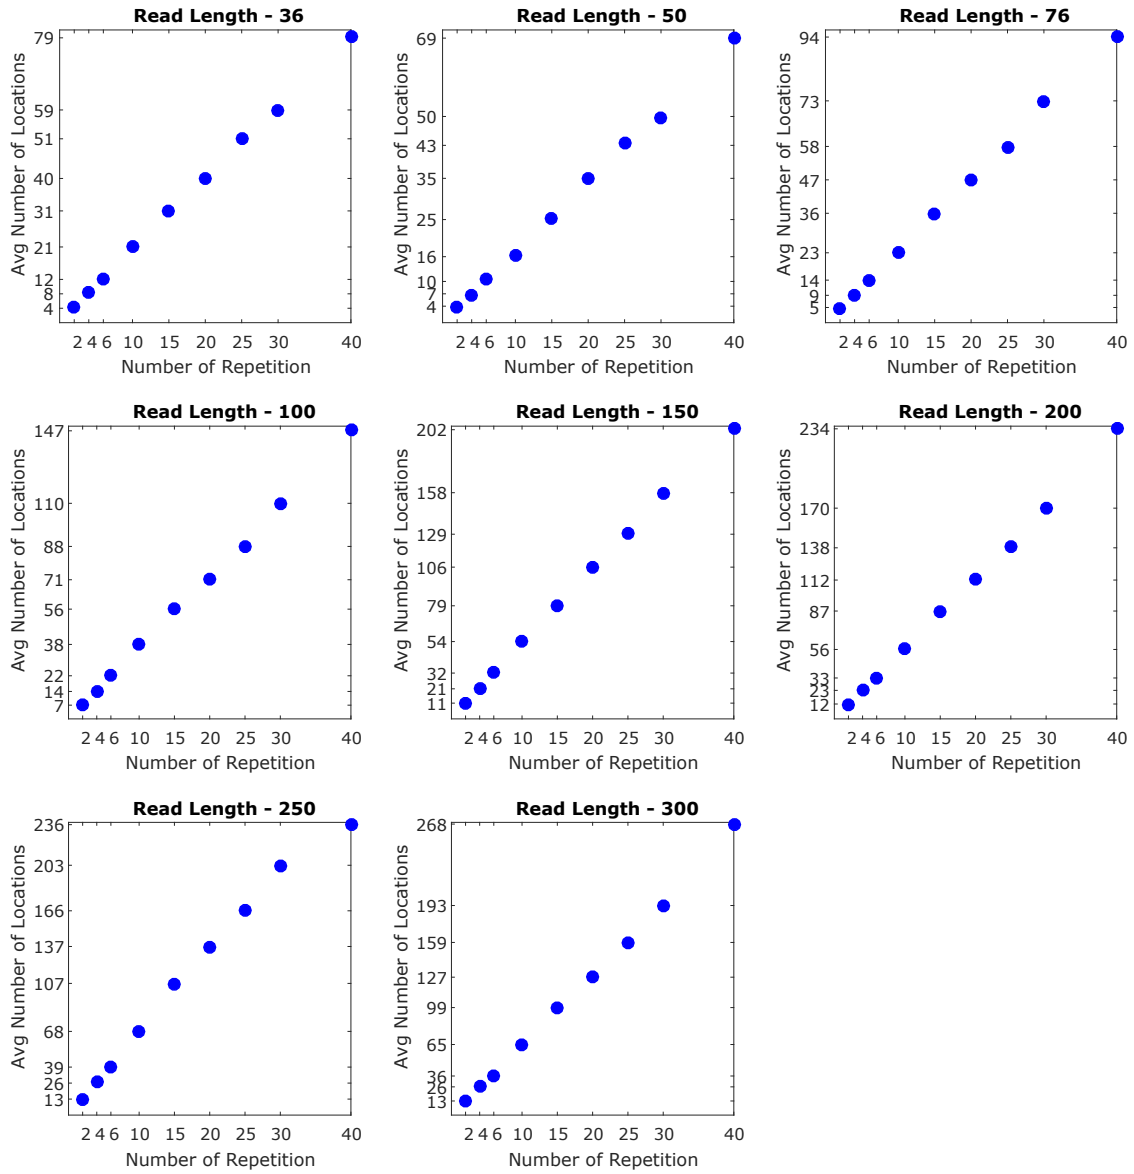 Read Length - 36
79
59
51
40
31
21
12
8
4
Avg Number of Locations
2 4 6 10 15 20 25 30 40
Number of Repetition
Read Length - 50
69
50
43
35
25
16
10
7
4
Avg Number of Locations
2 4 6 10 15 20 25 30 40
Number of Repetition
Read Length - 76
94
73
58
47
36
23
14
9
5
Avg Number of Locations
2 4 6 10 15 20 25 30 40
Number of Repetition
Read Length - 100
147
110
88
71
56
38
22
14
7
Avg Number of Locations
2 4 6 10 15 20 25 30 40
Number of Repetition
Read Length - 150
202
158
129
106
79
54
32
21
11
Avg Number of Locations
2 4 6 10 15 20 25 30 40
Number of Repetition
Read Length - 200
234
170
138
112
87
56
33
23
12
Avg Number of Locations
2 4 6 10 15 20 25 30 40
Number of Repetition
Read Length - 250
236
203
166
137
107
68
39
26
13
Avg Number of Locations
2 4 6 10 15 20 25 30 40
Number of Repetition
Read Length - 300
268
193
159
127
99
65
36
26
13
Avg Number of Locations
2 4 6 10 15 20 25 30 40
Number of Repetition